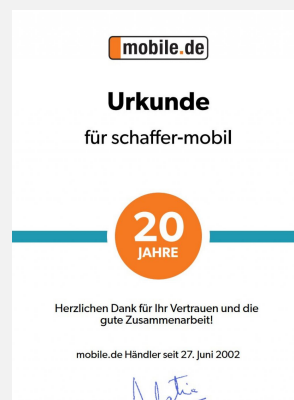 mobile.de
Urkunde
für schaffer-mobil
20
JAHRE
Herzlichen Dank für Ihr Vertrauen und die
gute Zusammenarbeit!
mobile.de Händler seit 27. Juni 2002